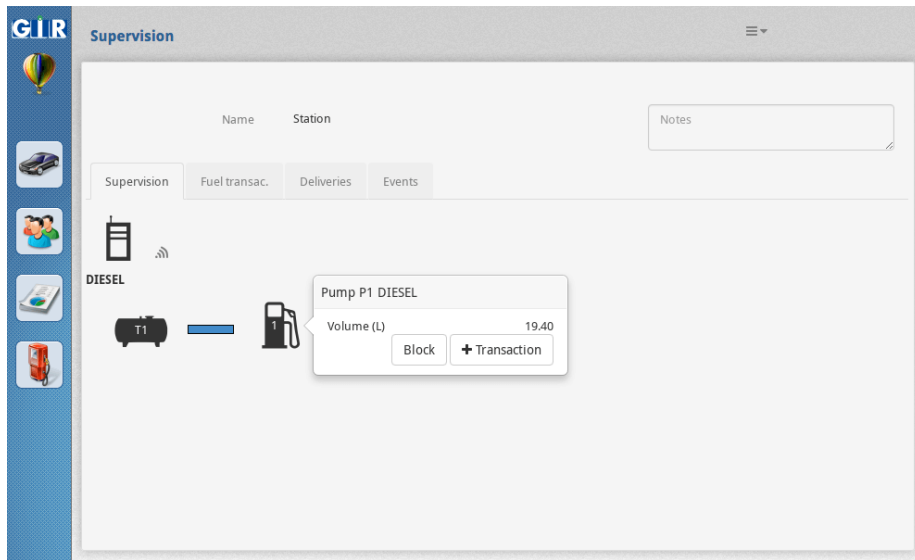 GIR
Supervision
Name Station
Notes
Supervision Fuel transac. Deliveries Events
DIESEL
Pump P1 DIESEL
T1
1
Volume (L) 19.40
Block + Transaction